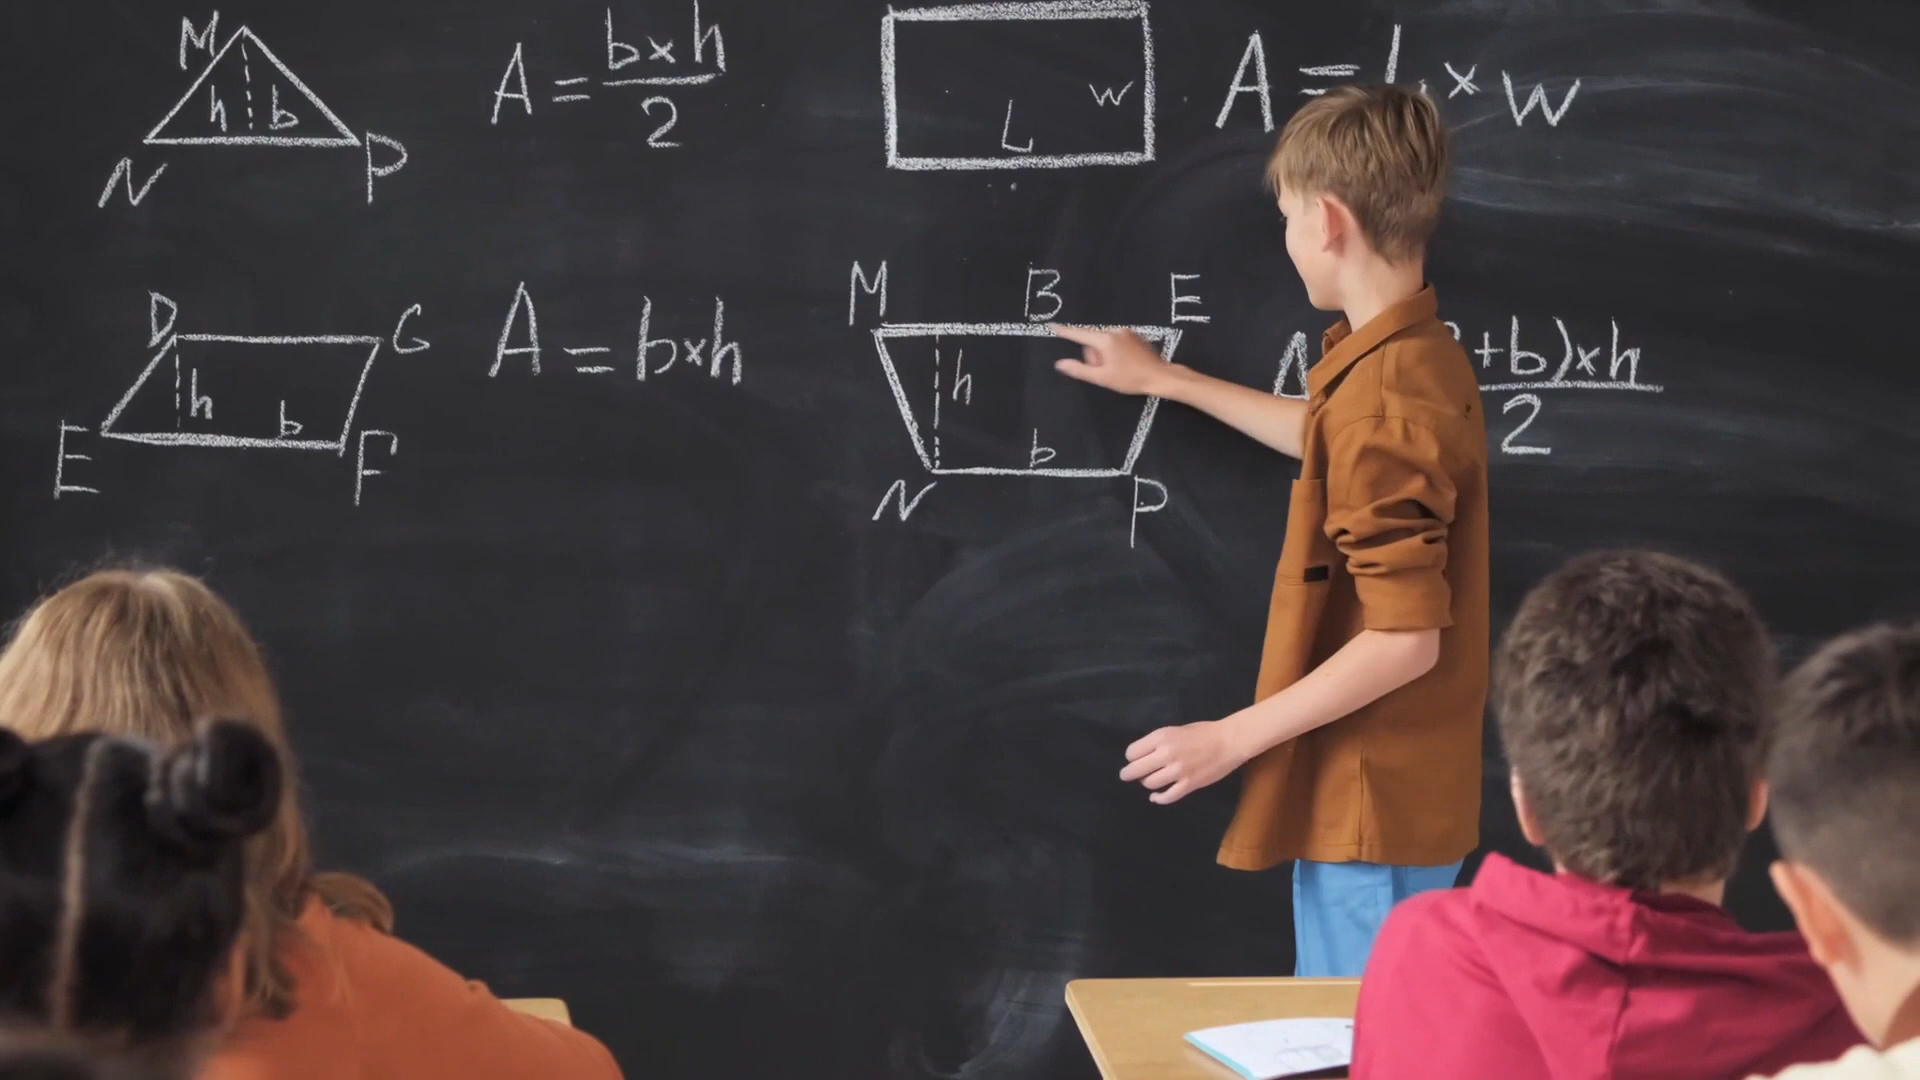 M
h b
N P
A = b×h/2
w
L
A = L × w
D G
h b
E F
A = b×h
M B E
h
b
N P
+b)×h
2